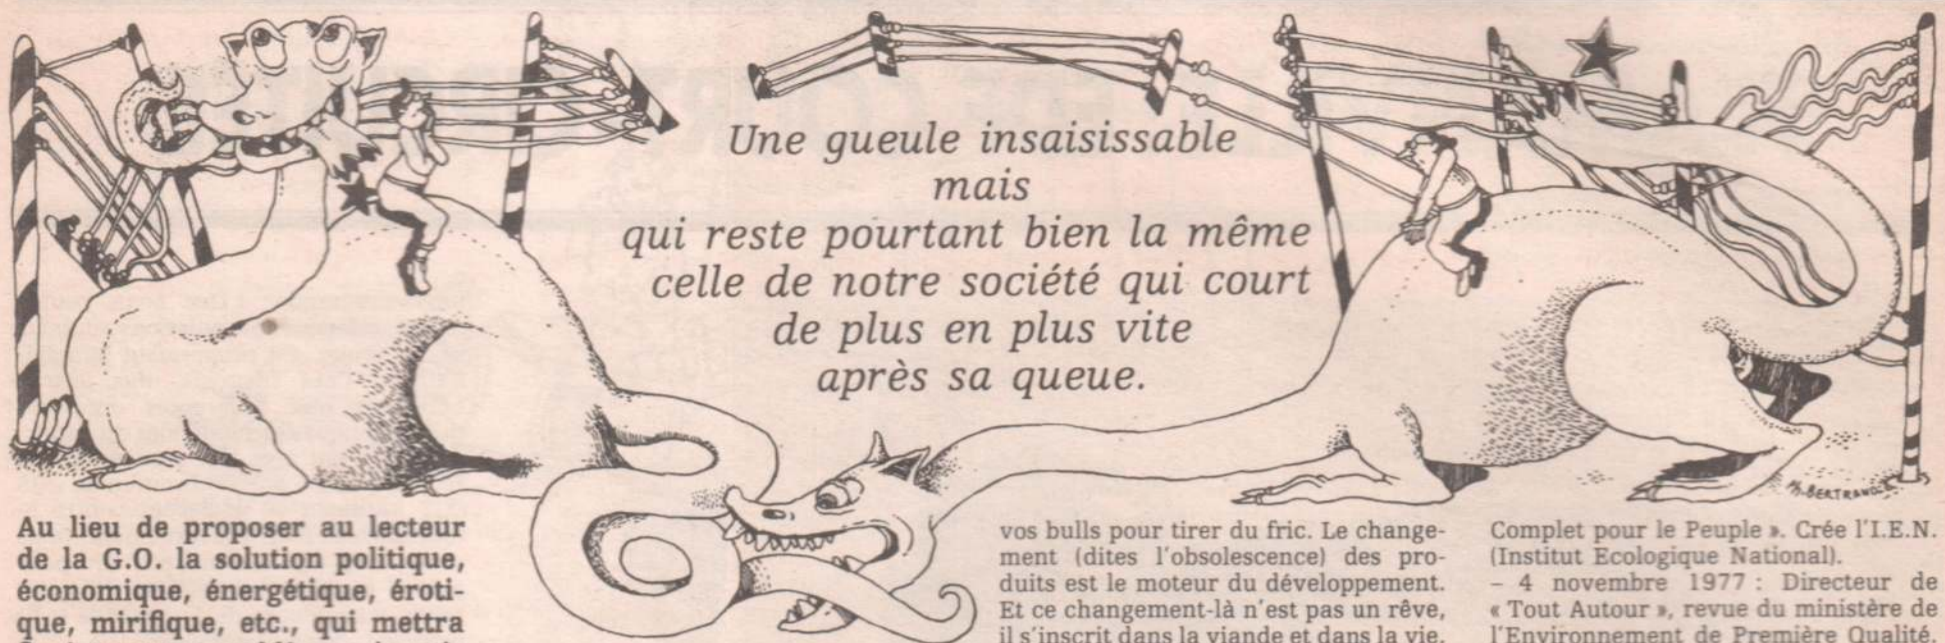 Une gueule insaisissable
mais
qui reste pourtant bien la même
celle de notre société qui court
de plus en plus vite
après sa queue.
Ph. BERTRAND
Au lieu de proposer au lecteur
de la G.O. la solution politique,
économique, énergétique, éroti-
que, mirifique, etc., qui mettra
vos bulls pour tirer du fric. Le change-
ment (dites l'obsolescence) des pro-
duits est le moteur du développement.
Et ce changement-là n'est pas un rêve,
il s'inscrit dans la viande et dans la vie.
Complet pour le Peuple ». Crée l'I.E.N.
(Institut Ecologique National).
– 4 novembre 1977 : Directeur de
« Tout Autour », revue du ministère de
l'Environnement de Première Qualité.